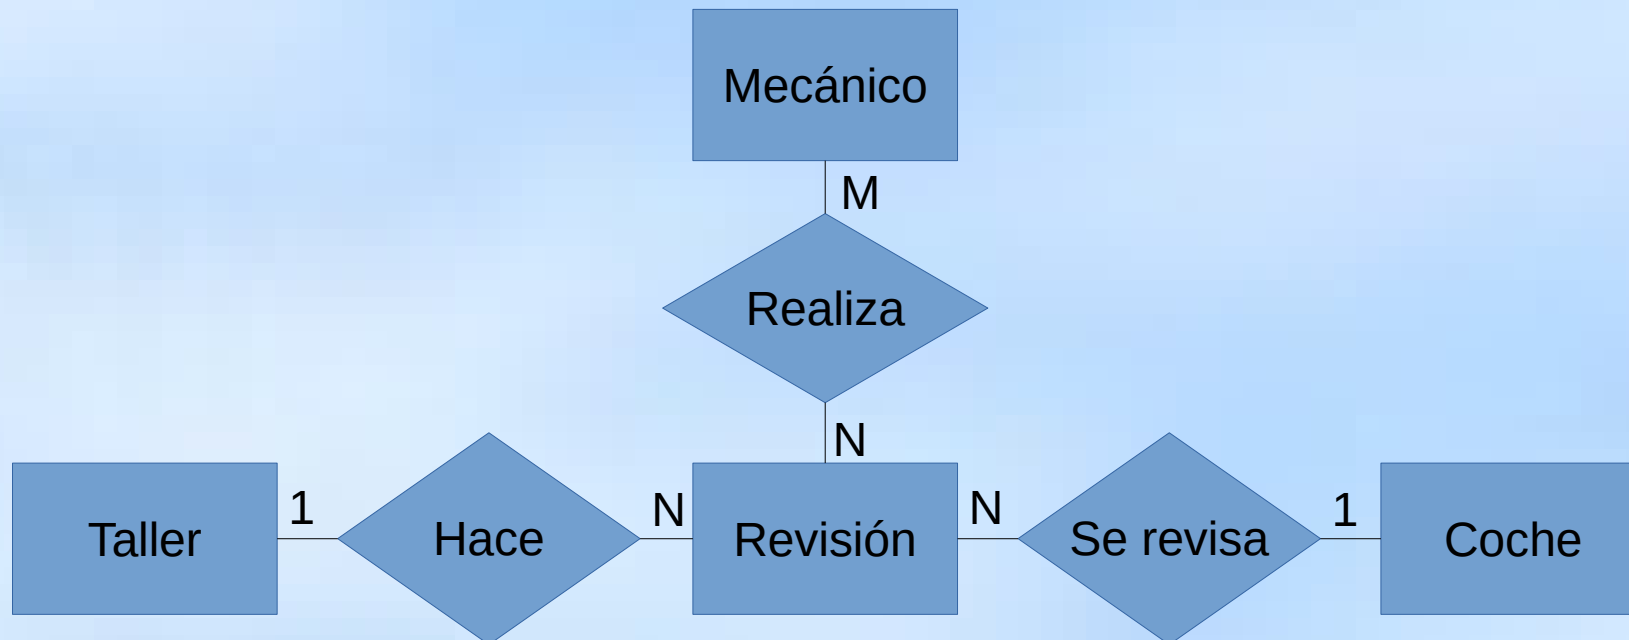 Mecánico
M
Realiza
N
Taller
1
Hace
N
Revisión
N
Se revisa
1
Coche